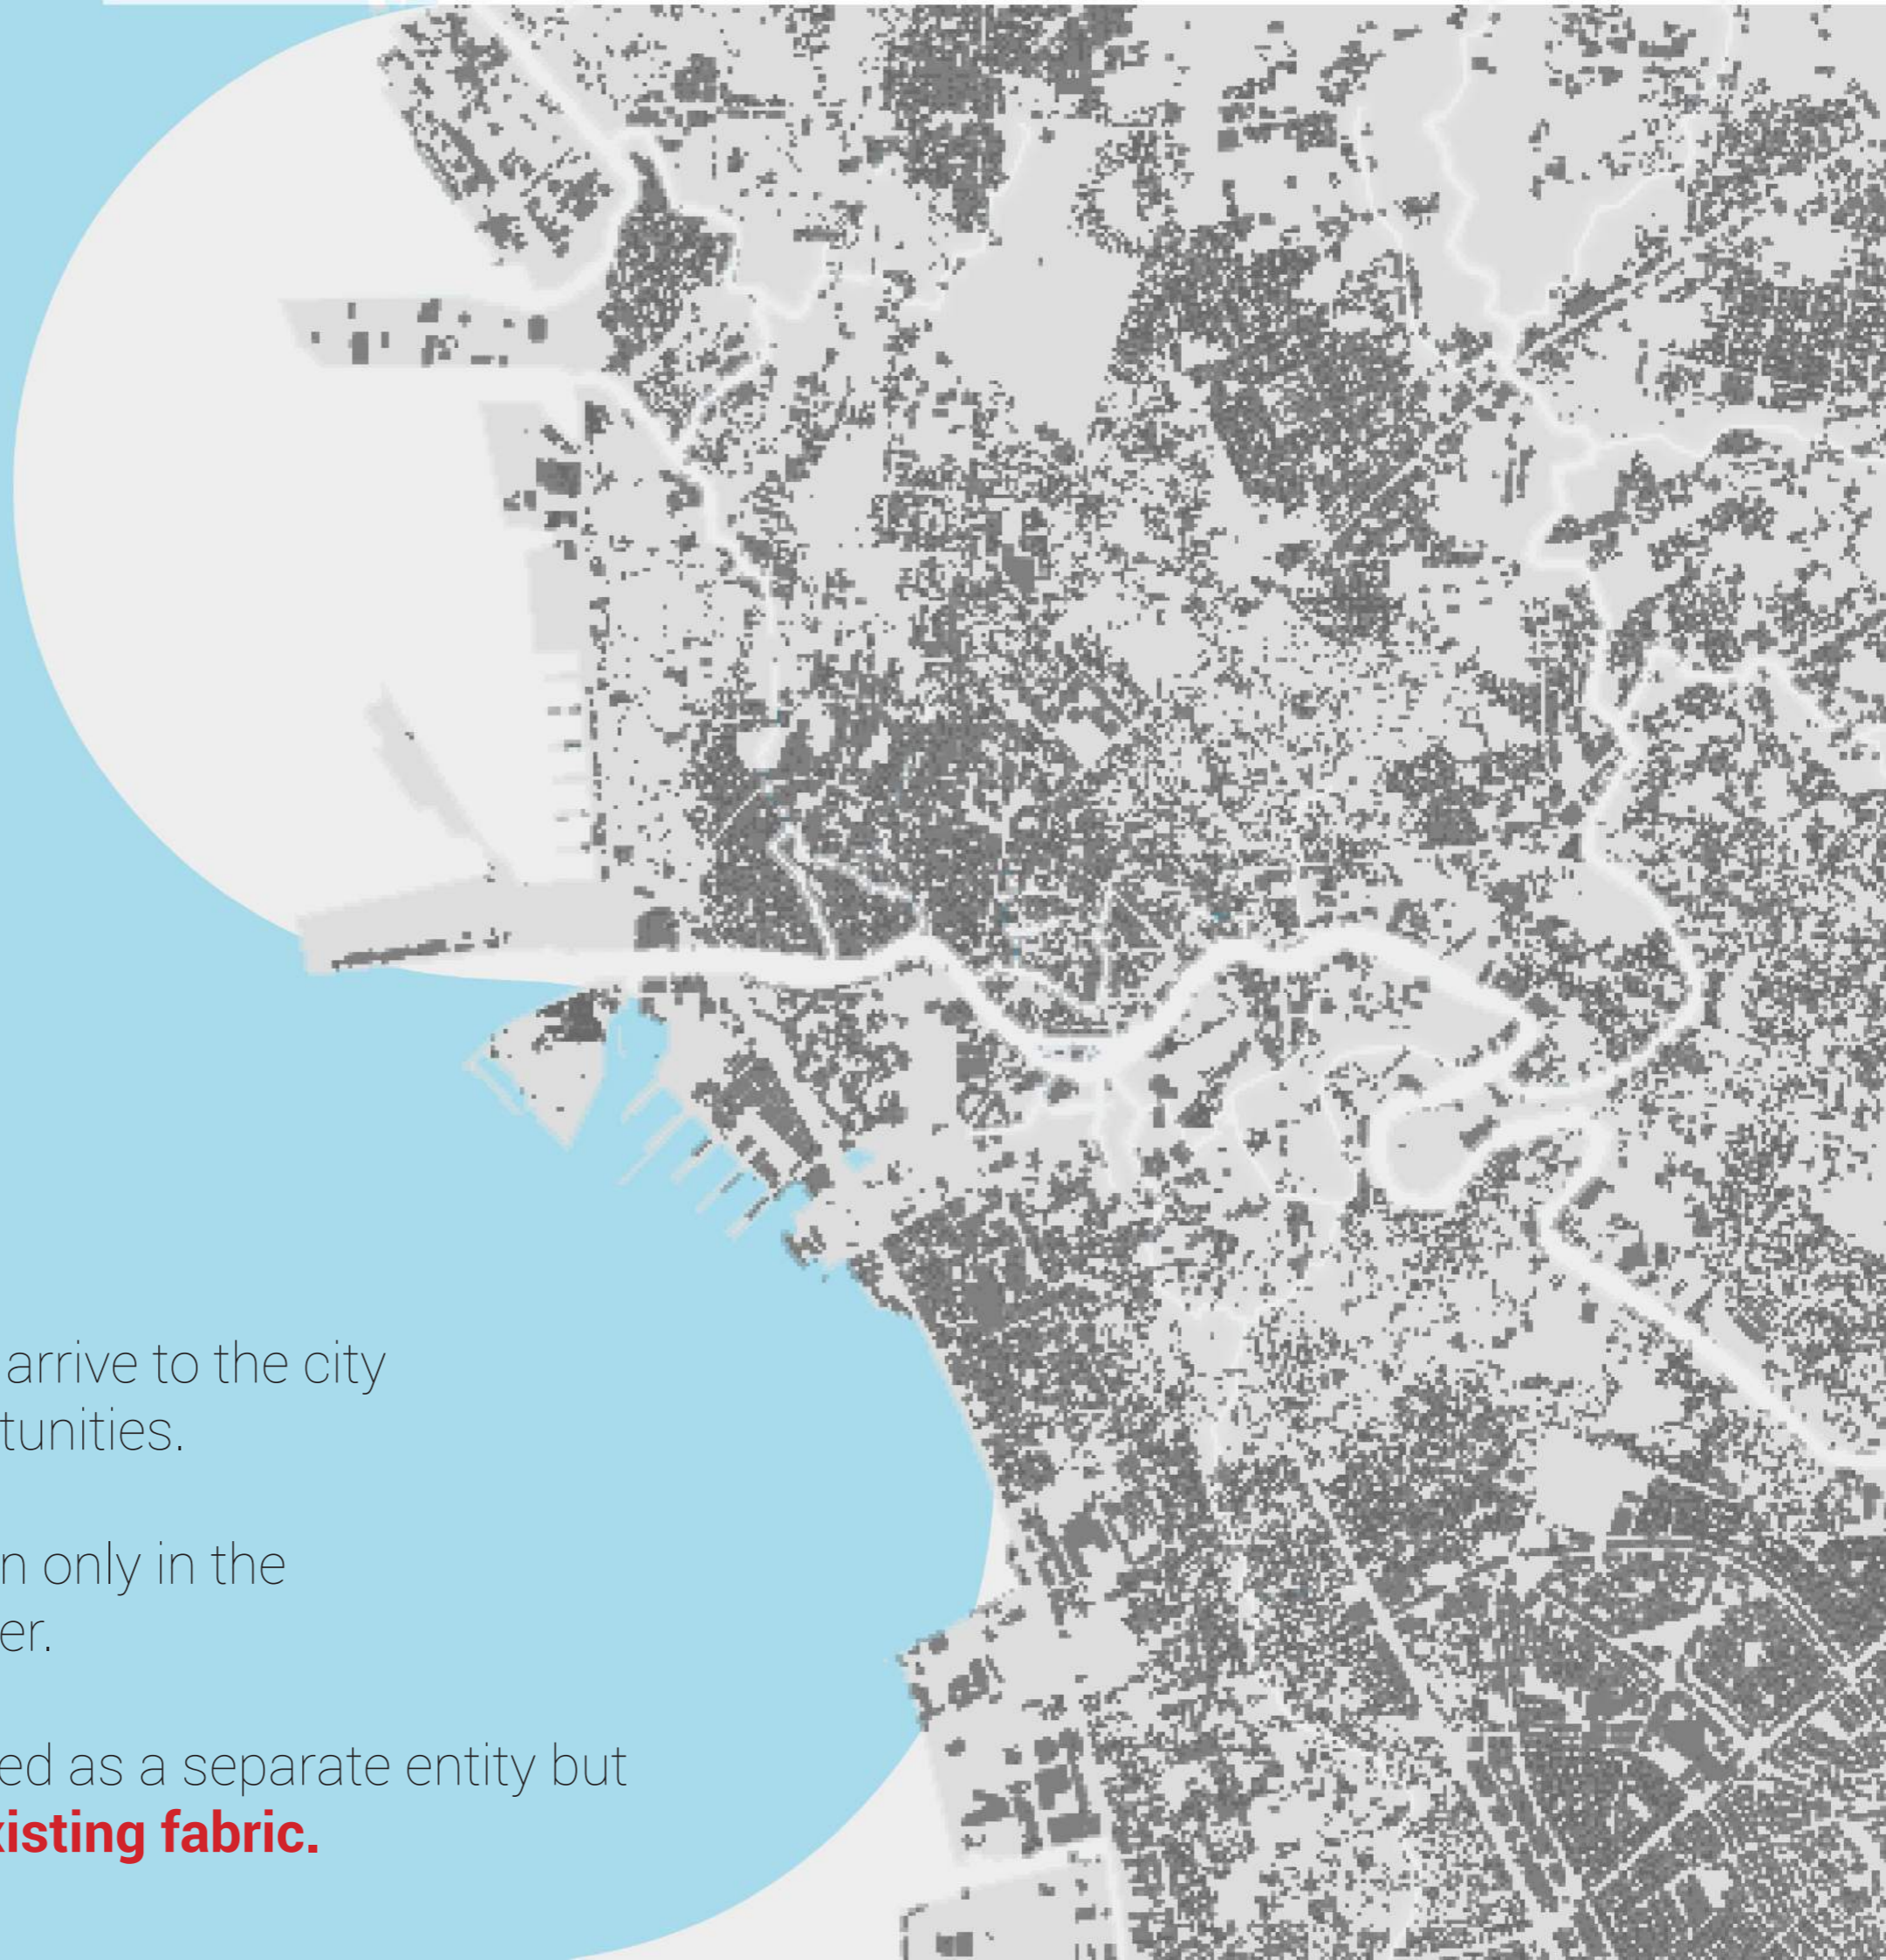 arrive to the city
tunities.
n only in the
er.
ed as a separate entity but
xisting fabric.